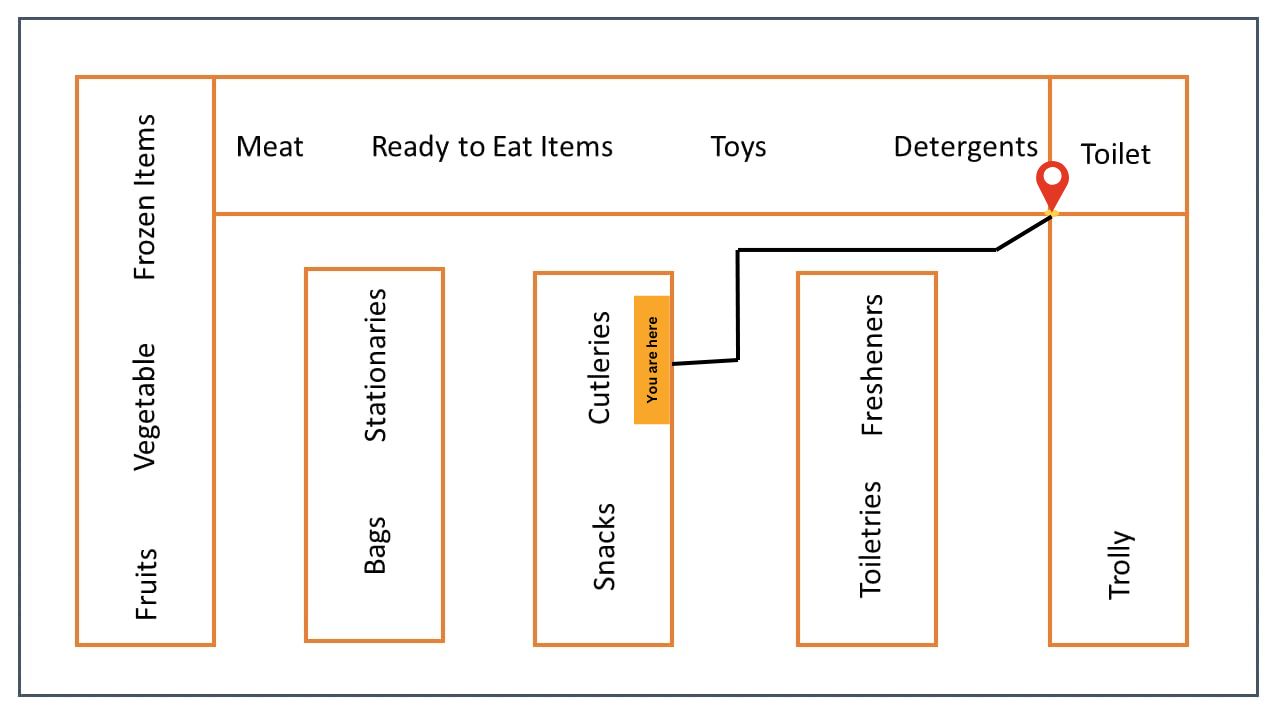 Meat
Ready to Eat Items
Toys
Detergents
Toilet
Frozen Items
Vegetable
Fruits
Stationaries
Bags
Cutleries
You are here
Snacks
Fresheners
Toiletries
Trolly